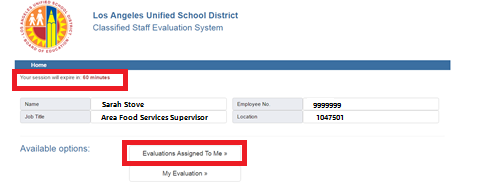 LOS ANGELES UNIFIED SCHOOL DISTRICT
BOARD OF EDUCATION
Los Angeles Unified School District
Classified Staff Evaluation System
Home
Your session will expire in: 60 minutes
Name Sarah Stove Employee No. 9999999
Job Title Area Food Services Supervisor Location 1047501
Available options:
Evaluations Assigned To Me »
My Evaluation »